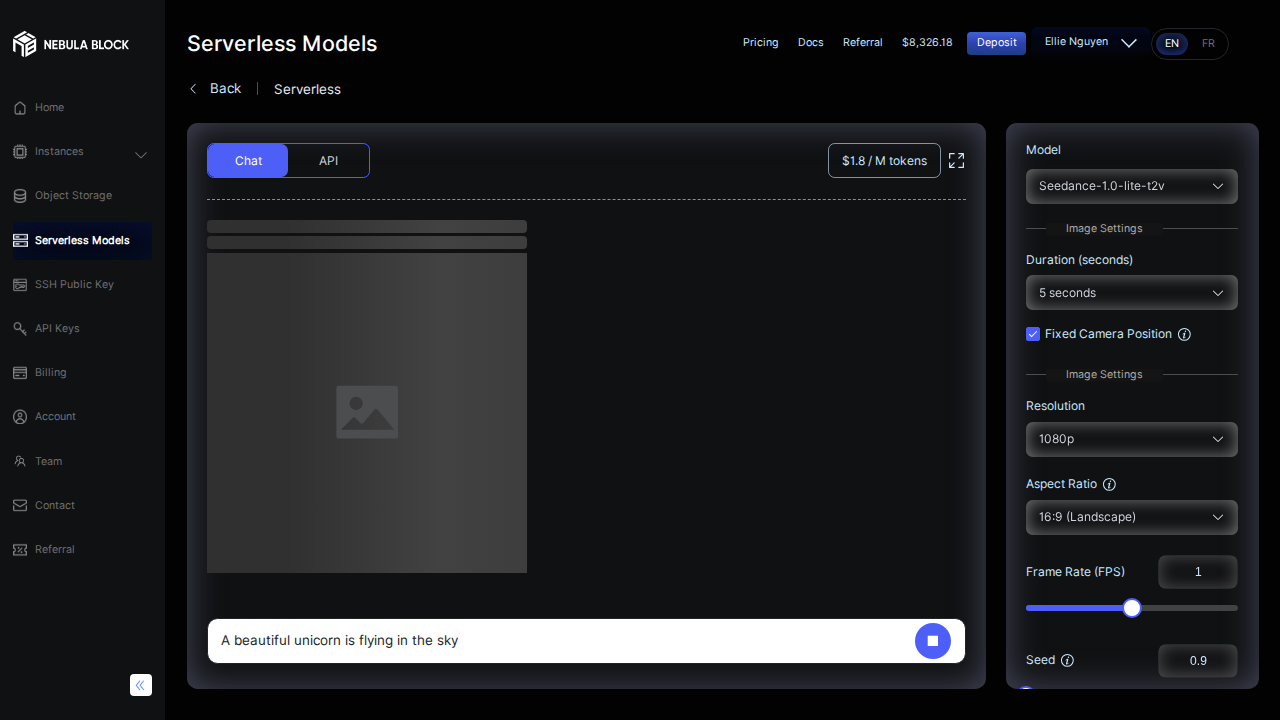 NEBULA BLOCK
Home
Instances
Object Storage
Serverless Models
SSH Public Key
API Keys
Billing
Account
Team
Contact
Referral
Serverless Models
Pricing
Docs
Referral
$8,326.18
Deposit
Ellie Nguyen
EN
FR
Back
Serverless
Chat
API
$1.8 / M tokens
A beautiful unicorn is flying in the sky
Model
Seedance-1.0-lite-t2v
Image Settings
Duration (seconds)
5 seconds
Fixed Camera Position
Image Settings
Resolution
1080p
Aspect Ratio
16:9 (Landscape)
Frame Rate (FPS)
1
Seed
0.9